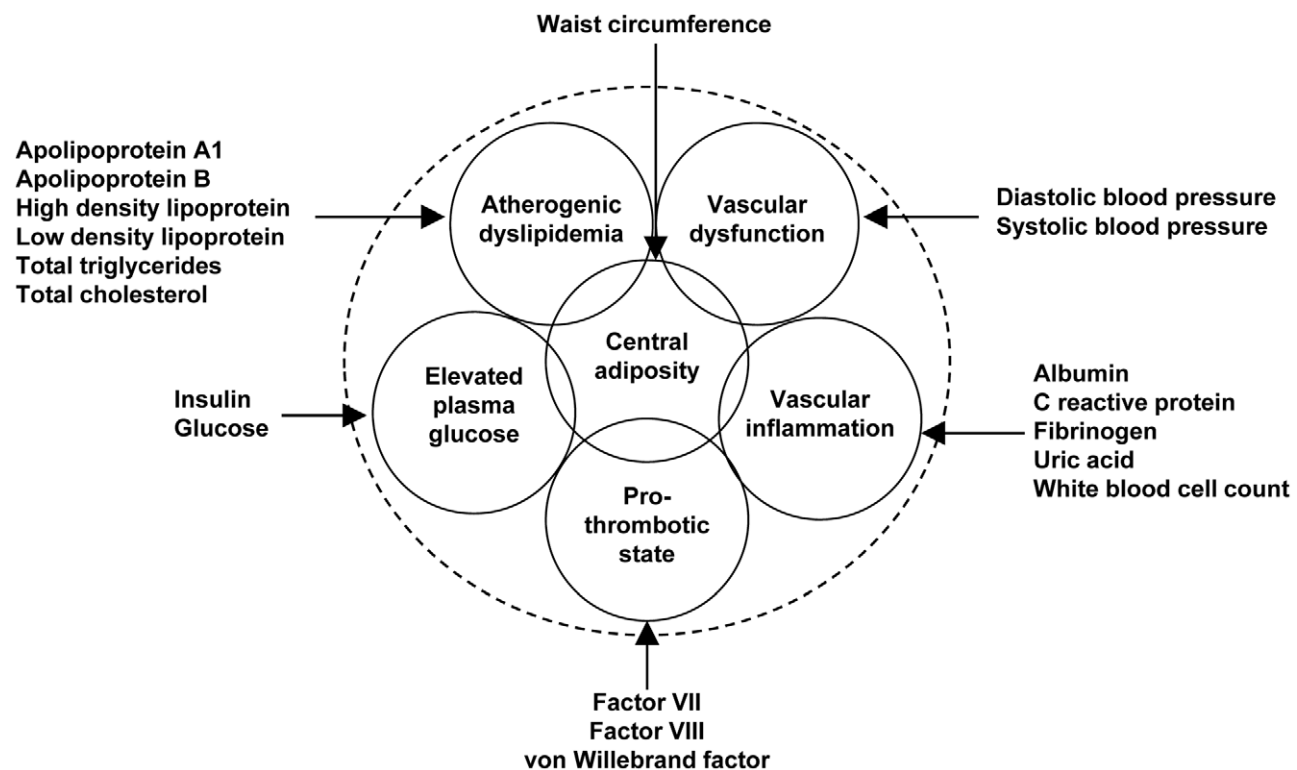 Waist circumference
Apolipoprotein A1
Apolipoprotein B
High density lipoprotein
Low density lipoprotein
Total triglycerides
Total cholesterol
Atherogenic
dyslipidemia
Vascular
dysfunction
Diastolic blood pressure
Systolic blood pressure
Central
adiposity
Insulin
Glucose
Elevated
plasma
glucose
Vascular
inflammation
Albumin
C reactive protein
Fibrinogen
Uric acid
White blood cell count
Pro-
thrombotic
state
Factor VII
Factor VIII
von Willebrand factor